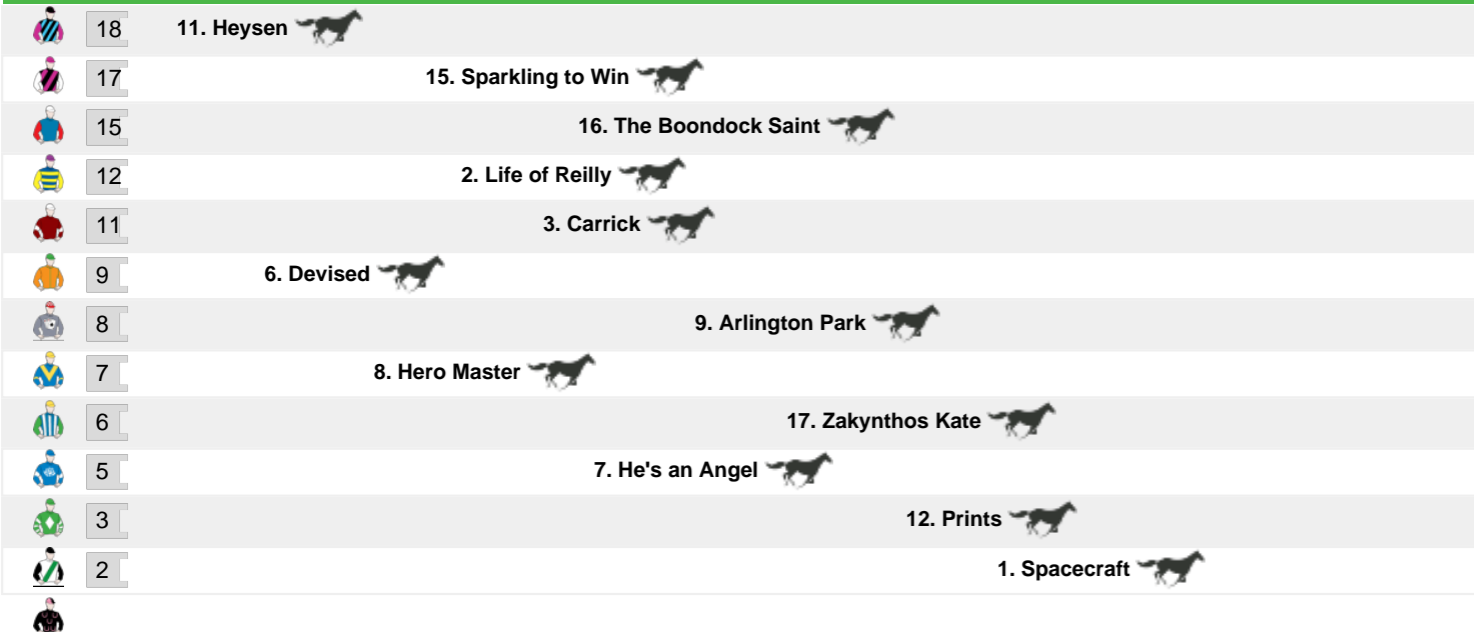 18 11. Heysen
17 15. Sparkling to Win
15 16. The Boondock Saint
12 2. Life of Reilly
11 3. Carrick
9 6. Devised
8 9. Arlington Park
7 8. Hero Master
6 17. Zakynthos Kate
5 7. He's an Angel
3 12. Prints
2 1. Spacecraft